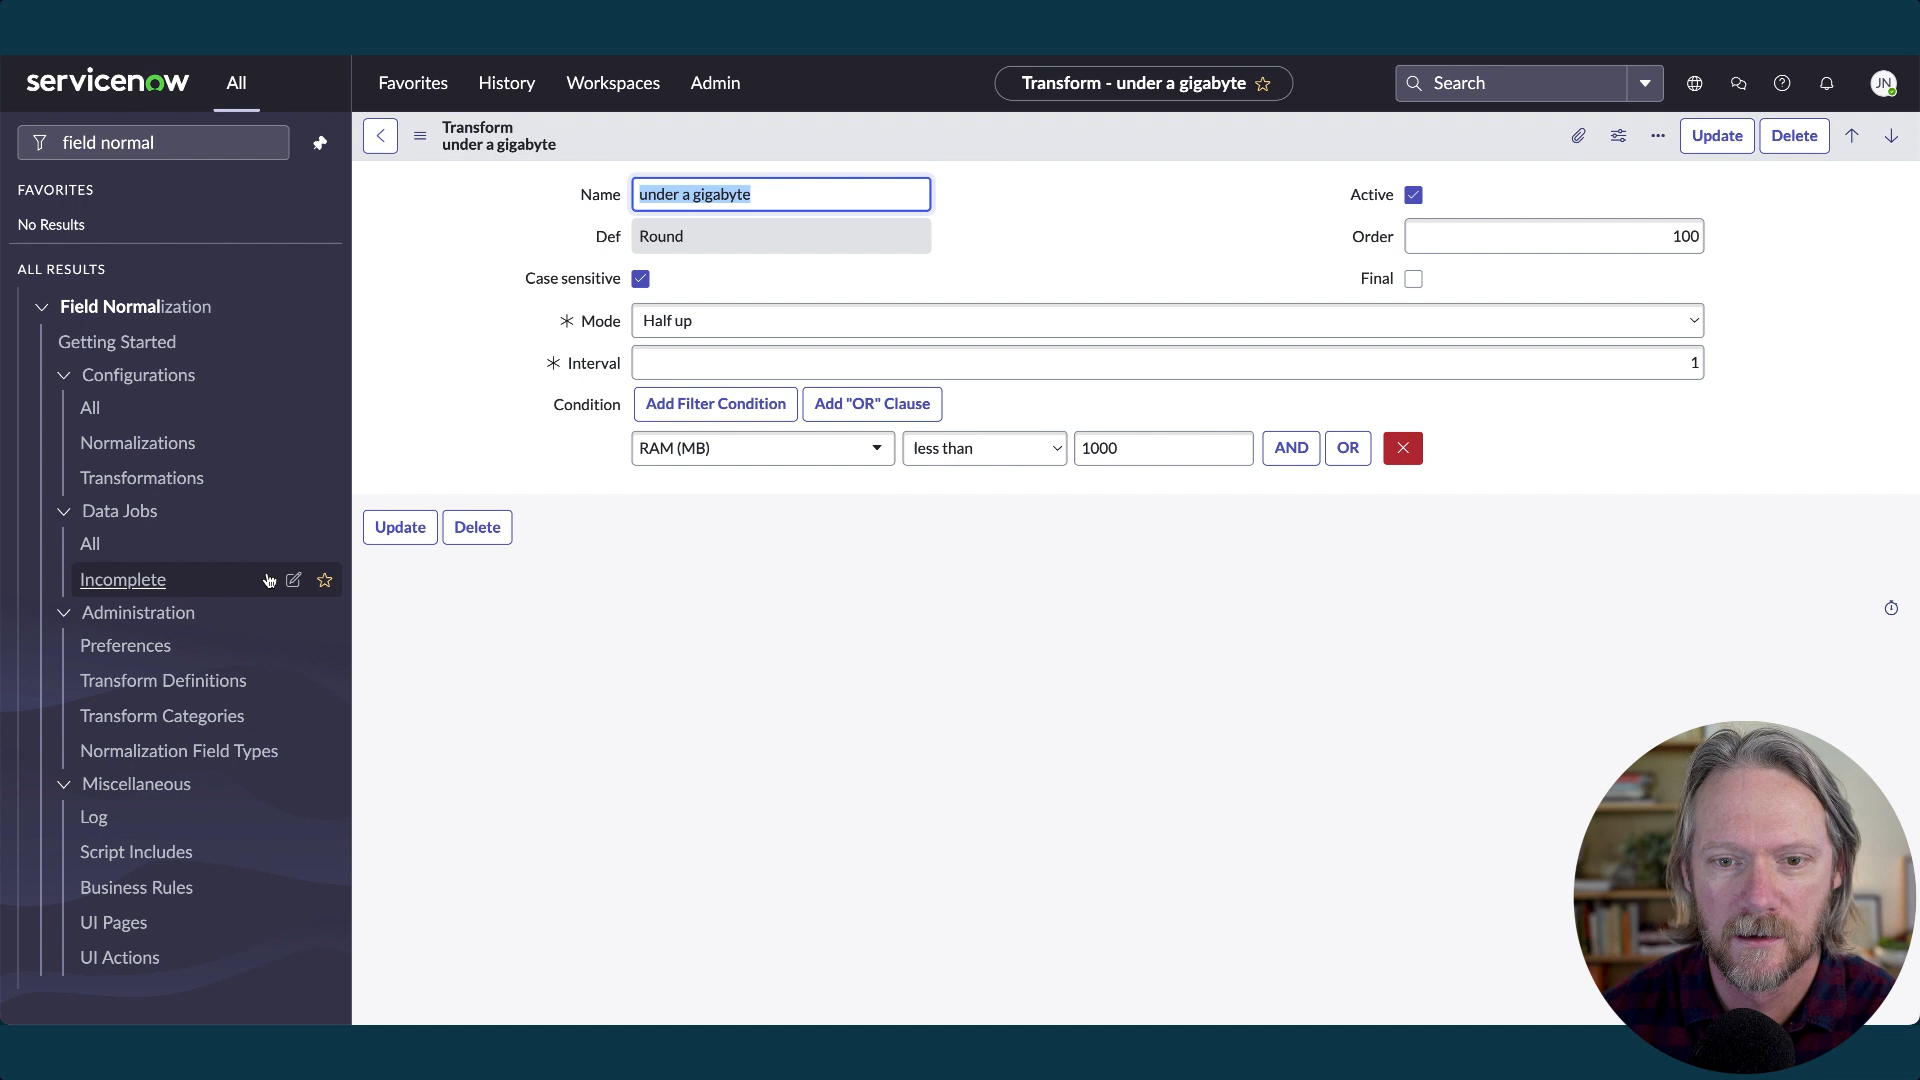 servicenow
All
Favorites
History
Workspaces
Admin
Transform - under a gigabyte
Search
JN
field normal
FAVORITES
No Results
ALL RESULTS
Field Normalization
Getting Started
Configurations
All
Normalizations
Transformations
Data Jobs
All
Incomplete
Administration
Preferences
Transform Definitions
Transform Categories
Normalization Field Types
Miscellaneous
Log
Script Includes
Business Rules
UI Pages
UI Actions
Transform
under a gigabyte
Update
Delete
Name
under a gigabyte
Active
Def
Round
Order
100
Case sensitive
Final
Mode
Half up
Interval
1
Condition
Add Filter Condition
Add "OR" Clause
RAM (MB)
less than
1000
AND
OR
Update
Delete